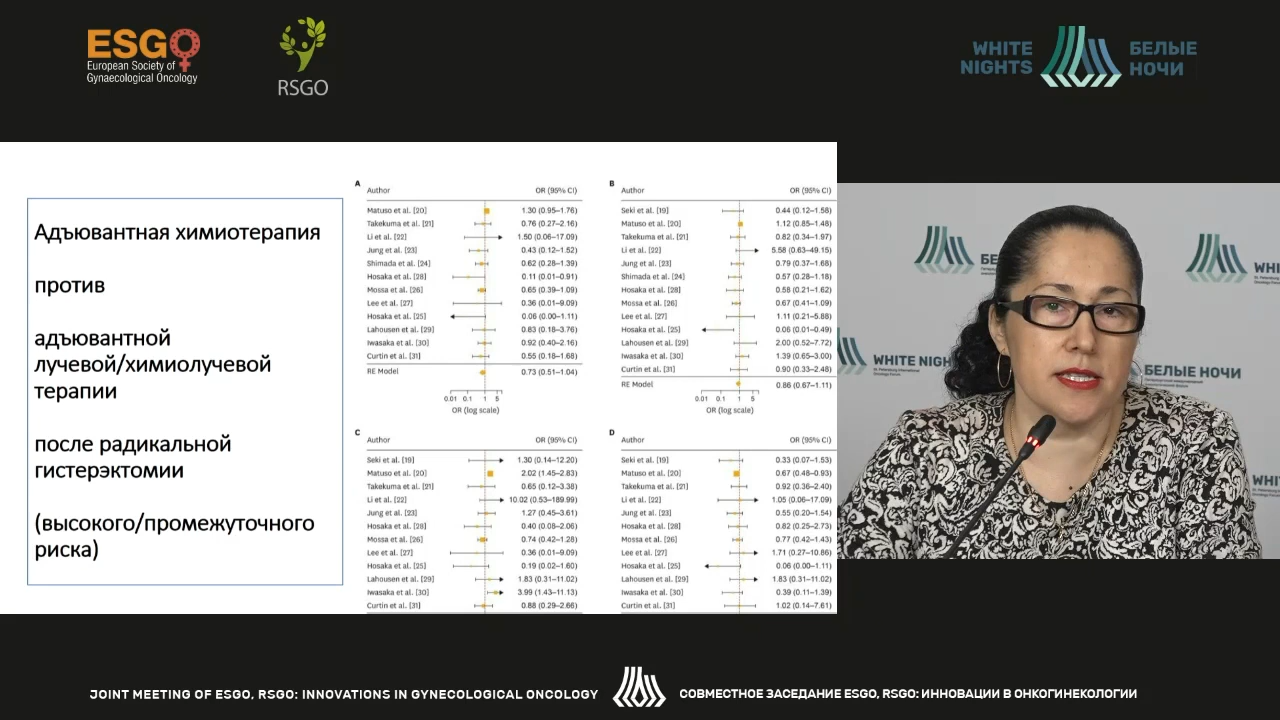 ESGO
European Society of
Gynaecological Oncology
RSGO
WHITE
NIGHTS
БЕЛЫЕ
НОЧИ
Адъювантная химиотерапия
против
адъювантной
лучевой/химиолучевой
терапии
после радикальной
гистерэктомии
(высокого/промежуточного
риска)
A
Author OR (95% CI)
Matuso et al. [20] 1.30 (0.95–1.76)
Takekuma et al. [21] 0.76 (0.27–2.16)
Li et al. [22] 1.50 (0.06–17.09)
Jung et al. [23] 0.43 (0.12–1.52)
Shimada et al. [24] 0.62 (0.28–1.39)
Hosaka et al. [28] 0.11 (0.01–0.91)
Mossa et al. [26] 0.65 (0.39–1.09)
Lee et al. [27] 0.36 (0.01–9.09)
Hosaka et al. [25] 0.06 (0.00–1.11)
Lahousen et al. [29] 0.83 (0.18–3.76)
Iwasaka et al. [30] 0.92 (0.40–2.16)
Curtin et al. [31] 0.55 (0.18–1.68)
RE Model 0.73 (0.51–1.04)
0.01 0.1 1 5
OR (log scale)
B
Author OR (95% CI)
Seki et al. [19] 0.44 (0.12–1.58)
Matuso et al. [20] 1.12 (0.85–1.48)
Takekuma et al. [21] 0.82 (0.34–1.97)
Li et al. [22] 5.58 (0.63–49.15)
Jung et al. [23] 0.79 (0.37–1.68)
Shimada et al. [24] 0.57 (0.28–1.18)
Hosaka et al. [28] 0.58 (0.21–1.62)
Mossa et al. [26] 0.67 (0.41–1.09)
Lee et al. [27] 1.11 (0.21–5.88)
Hosaka et al. [25] 0.06 (0.01–0.49)
Lahousen et al. [29] 2.00 (0.52–7.72)
Iwasaka et al. [30] 1.39 (0.65–3.00)
Curtin et al. [31] 0.90 (0.33–2.48)
RE Model 0.86 (0.67–1.11)
0.01 0.1 1 5
OR (log scale)
C
Author OR (95% CI)
Seki et al. [19] 1.30 (0.14–12.20)
Matuso et al. [20] 2.02 (1.45–2.83)
Takekuma et al. [21] 0.65 (0.12–3.38)
Li et al. [22] 10.02 (0.53–189.99)
Jung et al. [23] 1.27 (0.45–3.61)
Hosaka et al. [28] 0.40 (0.08–2.06)
Mossa et al. [26] 0.74 (0.42–1.28)
Lee et al. [27] 0.36 (0.01–9.09)
Hosaka et al. [25] 0.19 (0.02–1.60)
Lahousen et al. [29] 1.83 (0.31–11.02)
Iwasaka et al. [30] 3.99 (1.43–11.13)
Curtin et al. [31] 0.88 (0.29–2.66)
D
Author OR (95% CI)
Seki et al. [19] 0.33 (0.07–1.53)
Matuso et al. [20] 0.67 (0.48–0.93)
Takekuma et al. [21] 0.92 (0.36–2.40)
Li et al. [22] 1.05 (0.06–17.09)
Jung et al. [23] 0.55 (0.20–1.54)
Hosaka et al. [28] 0.82 (0.25–2.73)
Mossa et al. [26] 0.77 (0.42–1.43)
Lee et al. [27] 1.71 (0.27–10.86)
Hosaka et al. [25] 0.06 (0.00–1.11)
Lahousen et al. [29] 1.83 (0.31–11.02)
Iwasaka et al. [30] 0.39 (0.11–1.39)
Curtin et al. [31] 1.02 (0.14–7.61)
WHITE NIGH
БЕЛЫЕ НОЧИ
JOINT MEETING OF ESGO, RSGO: INNOVATIONS IN GYNECOLOGICAL ONCOLOGY
СОВМЕСТНОЕ ЗАСЕДАНИЕ ESGO, RSGO: ИННОВАЦИИ В ОНКОГИНЕКОЛОГИИ